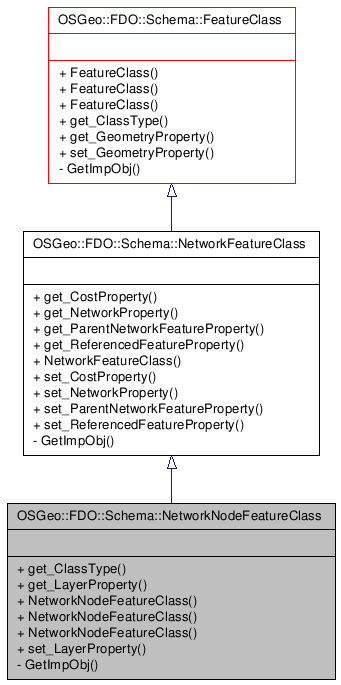 OSGeo::FDO::Schema::FeatureClass
+ FeatureClass()
+ FeatureClass()
+ FeatureClass()
+ get_ClassType()
+ get_GeometryProperty()
+ set_GeometryProperty()
- GetImpObj()
OSGeo::FDO::Schema::NetworkFeatureClass
+ get_CostProperty()
+ get_NetworkProperty()
+ get_ParentNetworkFeatureProperty()
+ get_ReferencedFeatureProperty()
+ NetworkFeatureClass()
+ set_CostProperty()
+ set_NetworkProperty()
+ set_ParentNetworkFeatureProperty()
+ set_ReferencedFeatureProperty()
- GetImpObj()
OSGeo::FDO::Schema::NetworkNodeFeatureClass
+ get_ClassType()
+ get_LayerProperty()
+ NetworkNodeFeatureClass()
+ NetworkNodeFeatureClass()
+ NetworkNodeFeatureClass()
+ set_LayerProperty()
- GetImpObj()